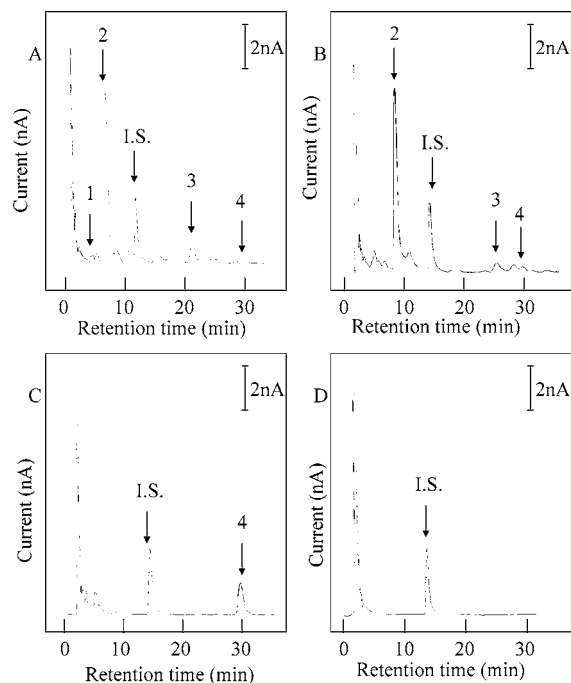 A
2
2nA
I.S.
1
3
4
Current (nA)
0 10 20 30
Retention time (min)
B
2
2nA
I.S.
3
4
Current (nA)
0 10 20 30
Retention time (min)
C
2nA
I.S.
4
Current (nA)
0 10 20 30
Retention time (min)
D
2nA
I.S.
Current (nA)
0 10 20 30
Retention time (min)